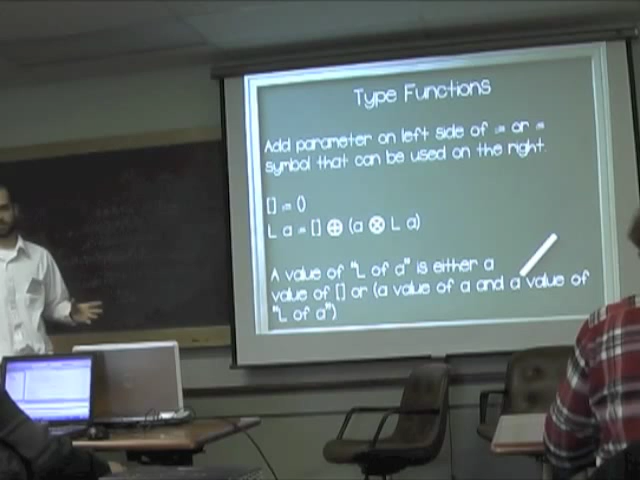 Type Functions
Add parameter on left side of := or =
symbol that can be used on the right.
[] := ()
L a = [] ⊕ (a ⊗ L a)
A value of "L of a" is either a
value of [] or (a value of a and a value of
"L of a")